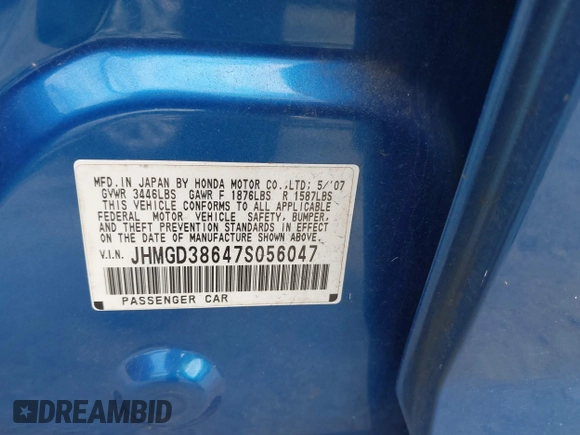 MFD. IN JAPAN BY HONDA MOTOR CO.,LTD; 5/'07
GVWR 3446LBS GAWR F 1876LBS R 1587LBS
THIS VEHICLE CONFORMS TO ALL APPLICABLE
FEDERAL MOTOR VEHICLE SAFETY, BUMPER,
AND THEFT PREVENTION STANDARDS IN EFFECT
ON THE DATE OF MANUFACTURE SHOWN ABOVE.
V.I.N. JHMGD38647S056047
PASSENGER CAR
DREAMBID